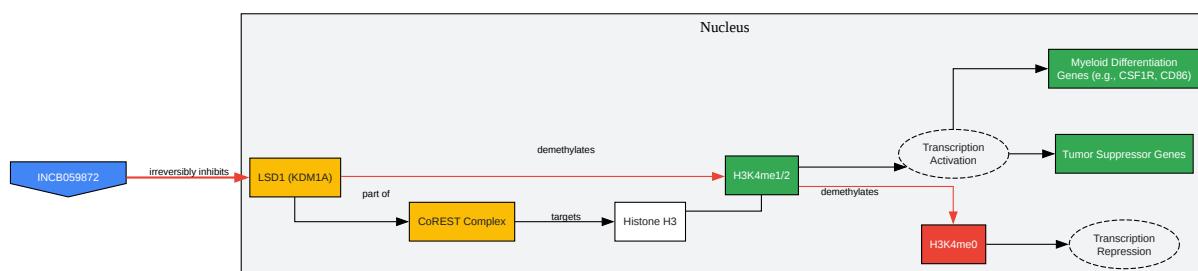 Nucleus
Myeloid Differentiation
Genes (e.g., CSF1R, CD86)
demethylates
Transcription
Activation
Tumor Suppressor Genes
INCB059872
irreversibly inhibits
LSD1 (KDM1A)
H3K4me1/2
part of
demethylates
CoREST Complex
targets
Histone H3
H3K4me0
Transcription
Repression